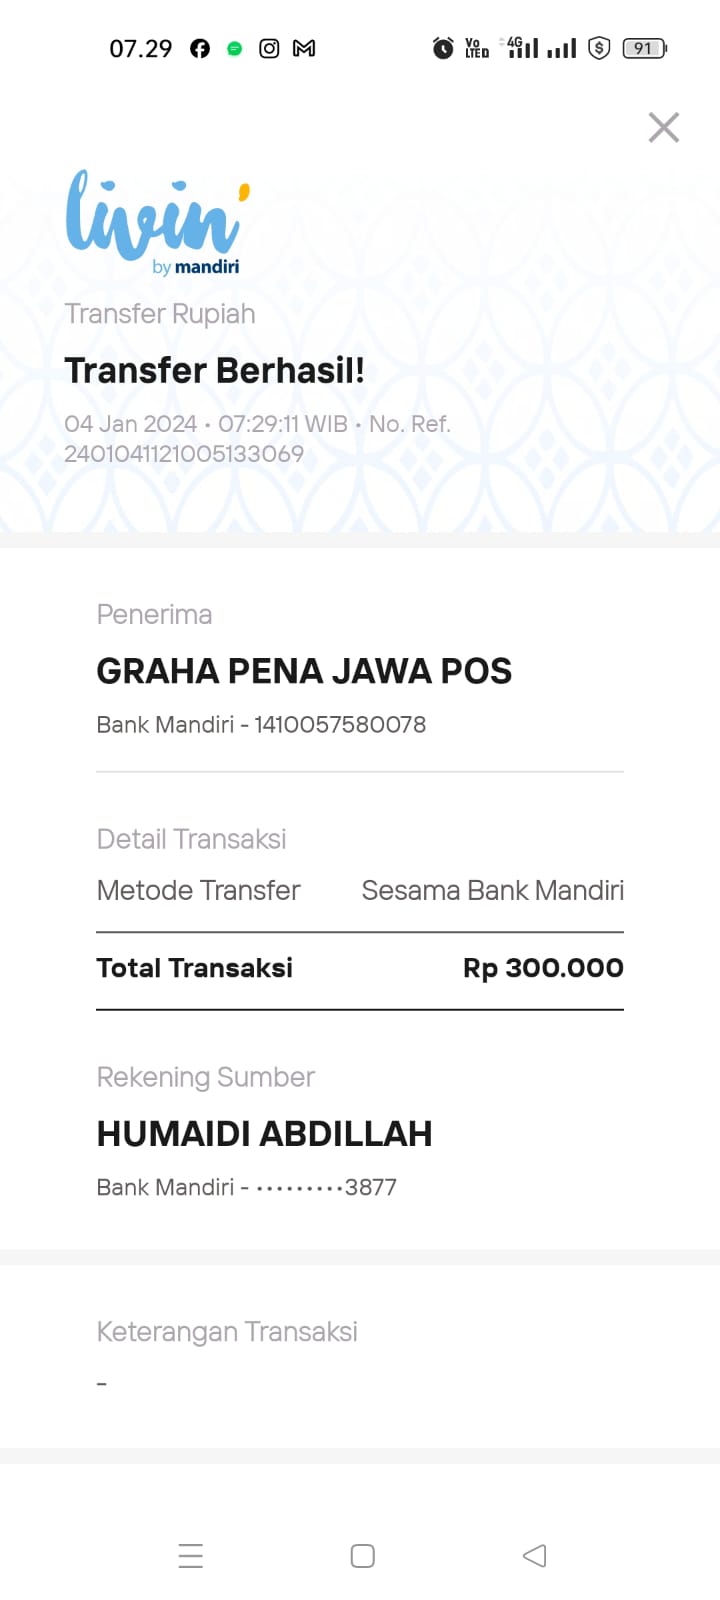 07.29 Vo LTED 4G 91
livin'
by mandiri
Transfer Rupiah
Transfer Berhasil!
04 Jan 2024 • 07:29:11 WIB • No. Ref.
2401041121005133069
Penerima
GRAHA PENA JAWA POS
Bank Mandiri - 1410057580078
Detail Transaksi
Metode Transfer Sesama Bank Mandiri
Total Transaksi Rp 300.000
Rekening Sumber
HUMAIDI ABDILLAH
Bank Mandiri - •••••••••3877
Keterangan Transaksi
-